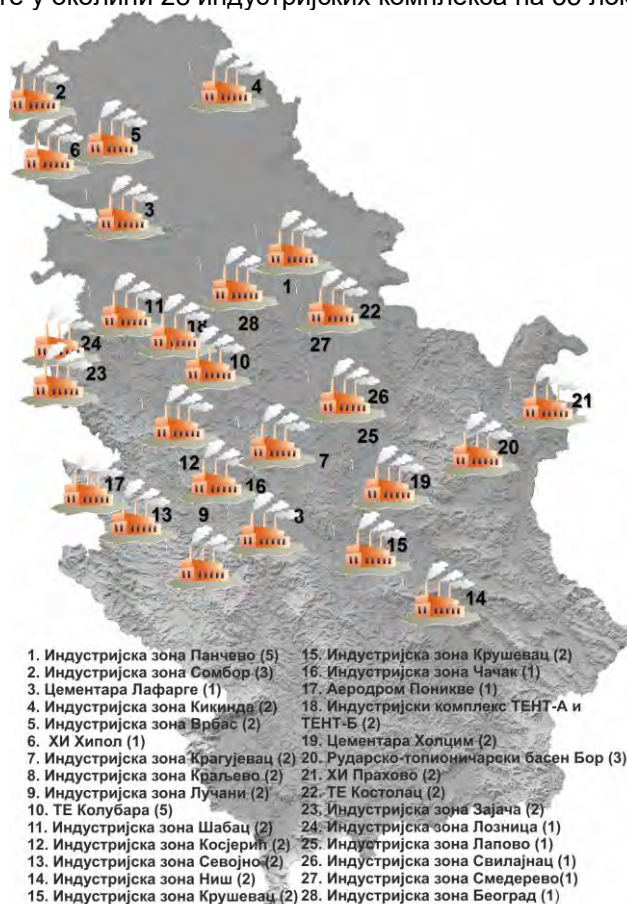 у околини 28 индустријских комплекса на 55
4
2
5
6
3
1
11
28
22
18
27
24
10
23
26
21
25
20
12
7
17
16
19
13
9
15
14
1. Индустријска зона Панчево (5)
2. Индустријска зона Сомбор (3)
3. Цементара Лафарге (1)
4. Индустријска зона Кикинда (2)
5. Индустријска зона Врбас (2)
6. ХИ Хипол (1)
7. Индустријска зона Крагујевац (2)
8. Индустријска зона Краљево (2)
9. Индустријска зона Лучани (2)
10. ТЕ Колубара (5)
11. Индустријска зона Шабац (2)
12. Индустријска зона Косјерић (2)
13. Индустријска зона Севојно (2)
14. Индустријска зона Ниш (2)
15. Индустријска зона Крушевац (2)
15. Индустријска зона Крушевац (2)
16. Индустријска зона Чачак (1)
17. Аеродром Поникве (1)
18. Индустријски комплекс ТЕНТ-А и
ТЕНТ-Б (2)
19. Цементара Холцим (2)
20. Рударско-топионичарски басен Бор (3)
21. ХИ Прахово (2)
22. ТЕ Костолац (2)
23. Индустријска зона Зајача (2)
24. Индустријска зона Лозница (1)
25. Индустријска зона Лапово (1)
26. Индустријска зона Свилајнац (1)
27. Индустријска зона Смедерево(1)
28. Индустријска зона Београд (1)